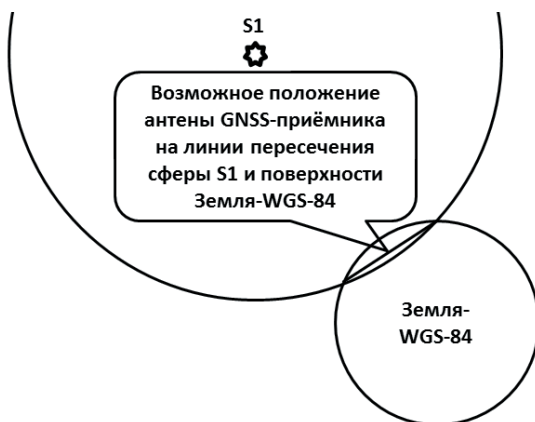 S1
Возможное положение
антены GNSS-приёмника
на линии пересечения
сферы S1 и поверхности
Земля-WGS-84
Земля-
WGS-84